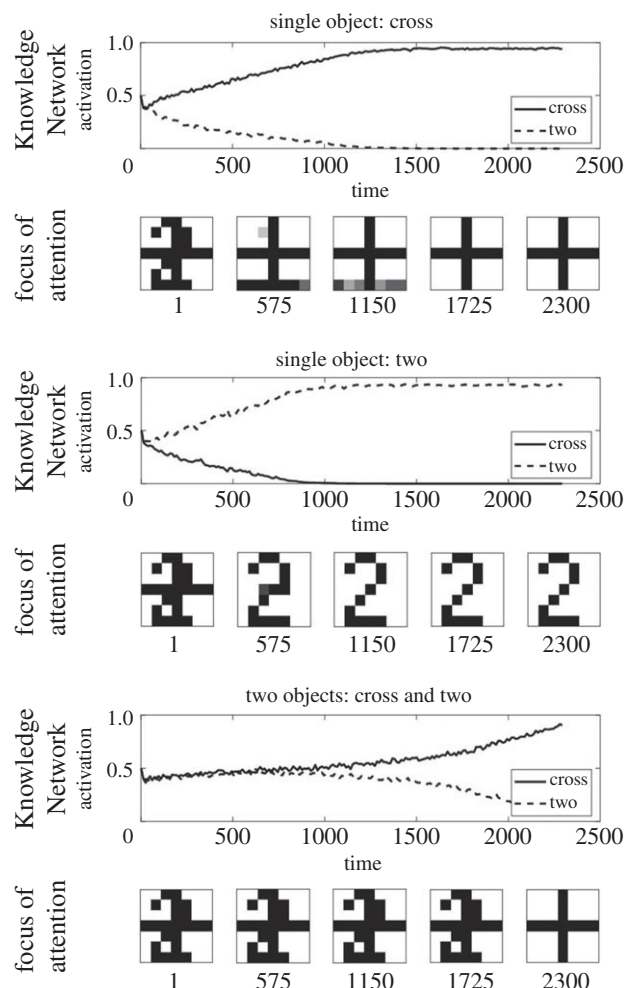 single object: cross
Knowledge
Network
activation
1.0
0.5
cross
two
0 500 1000 1500 2000 2500
time
focus of
attention
1 575 1150 1725 2300
single object: two
Knowledge
Network
activation
1.0
0.5
cross
two
0 500 1000 1500 2000 2500
time
focus of
attention
1 575 1150 1725 2300
two objects: cross and two
Knowledge
Network
activation
1.0
0.5
cross
two
0 500 1000 1500 2000 2500
time
focus of
attention
1 575 1150 1725 2300